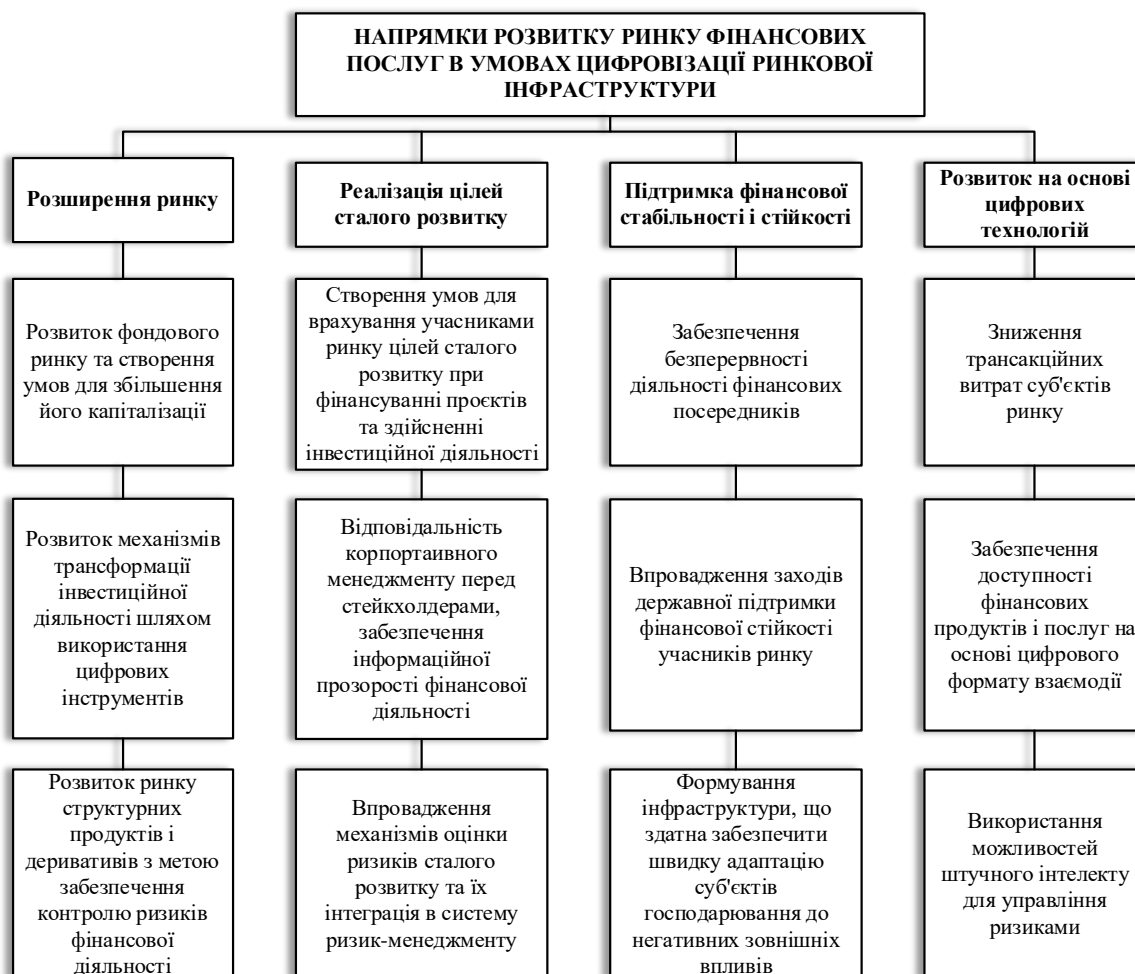 НАПРЯМКИ РОЗВИТКУ РИНКУ ФІНАНСОВИХ
ПОСЛУГ В УМОВАХ ЦИФРОВІЗАЦІЇ РИНКОВОЇ
ІНФРАСТРУКТУРИ
Розширення ринку
Розвиток фондового
ринку та створення
умов для збільшення
його капіталізації
Розвиток механізмів
трансформації
інвестиційної
діяльності шляхом
використання
цифрових
інструментів
Розвиток ринку
структурних
продуктів і
деривативів з метою
забезпечення
контролю ризиків
фінансової
діяльності
Реалізація цілей
сталого розвитку
Створення умов для
врахування учасниками
ринку цілей сталого
розвитку при
фінансуванні проєктів
та здійсненні
інвестиційної діяльності
Відповідальність
корпортаивного
менеджменту перед
стейкхолдерами,
забезпечення
інформаційної
прозорості фінансової
діяльності
Впровадження
механізмів оцінки
ризиків сталого
розвитку та їх
інтеграція в систему
ризик-менеджменту
Підтримка фінансової
стабільності і стійкості
Забезпечення
безперервності
діяльності фінансових
посередників
Впровадження заходів
державної підтримки
фінансової стійкості
учасників ринку
Формування
інфраструктури, що
здатна забезпечити
швидку адаптацію
суб'єктів
господарювання до
негативних зовнішніх
впливів
Розвиток на основі
цифрових
технологій
Зниження
трансакційних
витрат суб'єктів
ринку
Забезпечення
доступності
фінансових
продуктів і послуг на
основі цифрового
формату взаємодії
Використання
можливостей
штучного інтелекту
для управління
ризиками